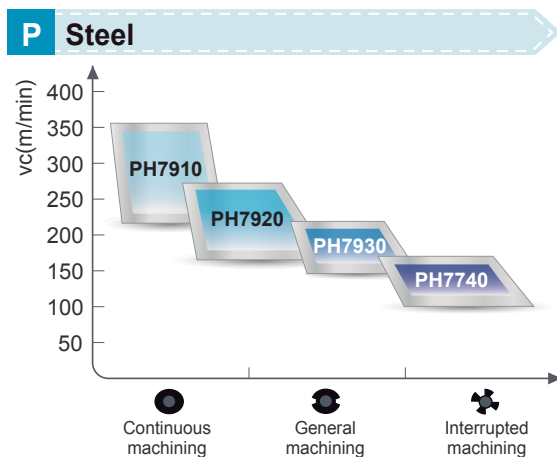 P Steel
vc(m/min)
400
350
300
250
200
150
100
50
PH7910
PH7920
PH7930
PH7740
Continuous
machining
General
machining
Interrupted
machining